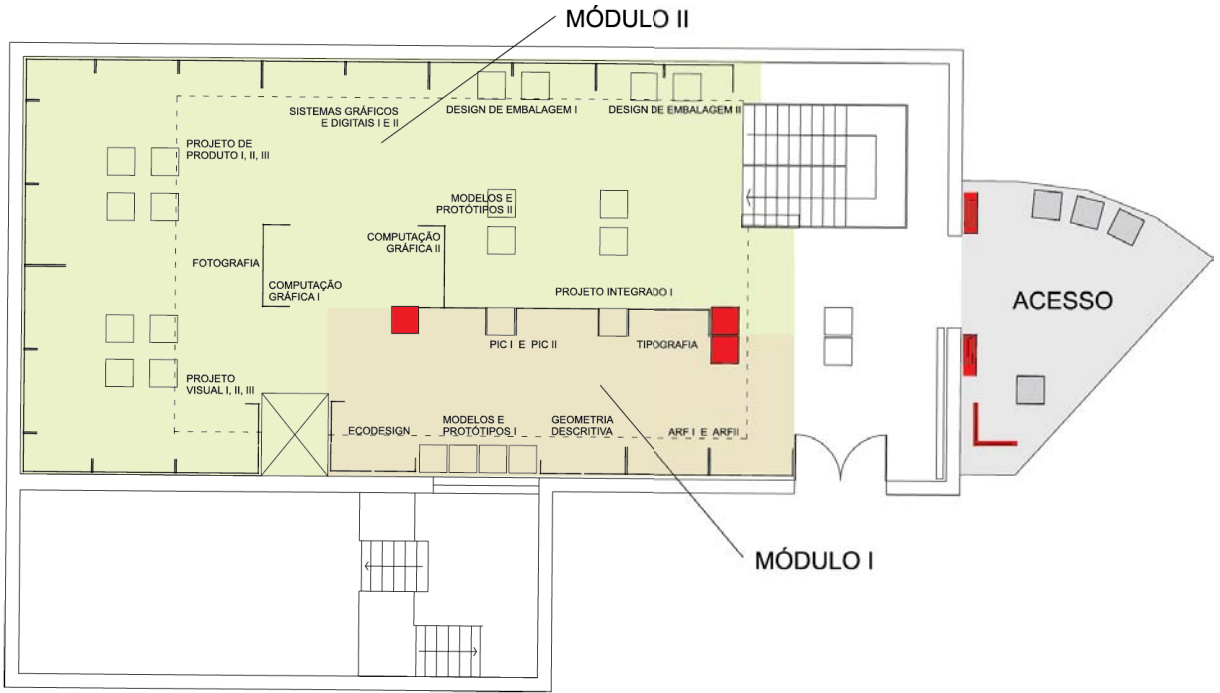 MÓDULO II
SISTEMAS GRÁFICOS
E DIGITAIS I E II
DESIGN DE EMBALAGEM I
DESIGN DE EMBALAGEM II
PROJETO DE
PRODUTO I, II, III
MODELOS E
PROTÓTIPOS II
COMPUTAÇÃO
GRÁFICA II
FOTOGRAFIA
COMPUTAÇÃO
GRÁFICA I
PROJETO INTEGRADO I
ACESSO
PIC I E PIC II
TIPOGRAFIA
PROJETO
VISUAL I, II, III
ECODESIGN
MODELOS E
PROTÓTIPOS I
GEOMETRIA
DESCRITIVA
ARF I E ARFII
MÓDULO I